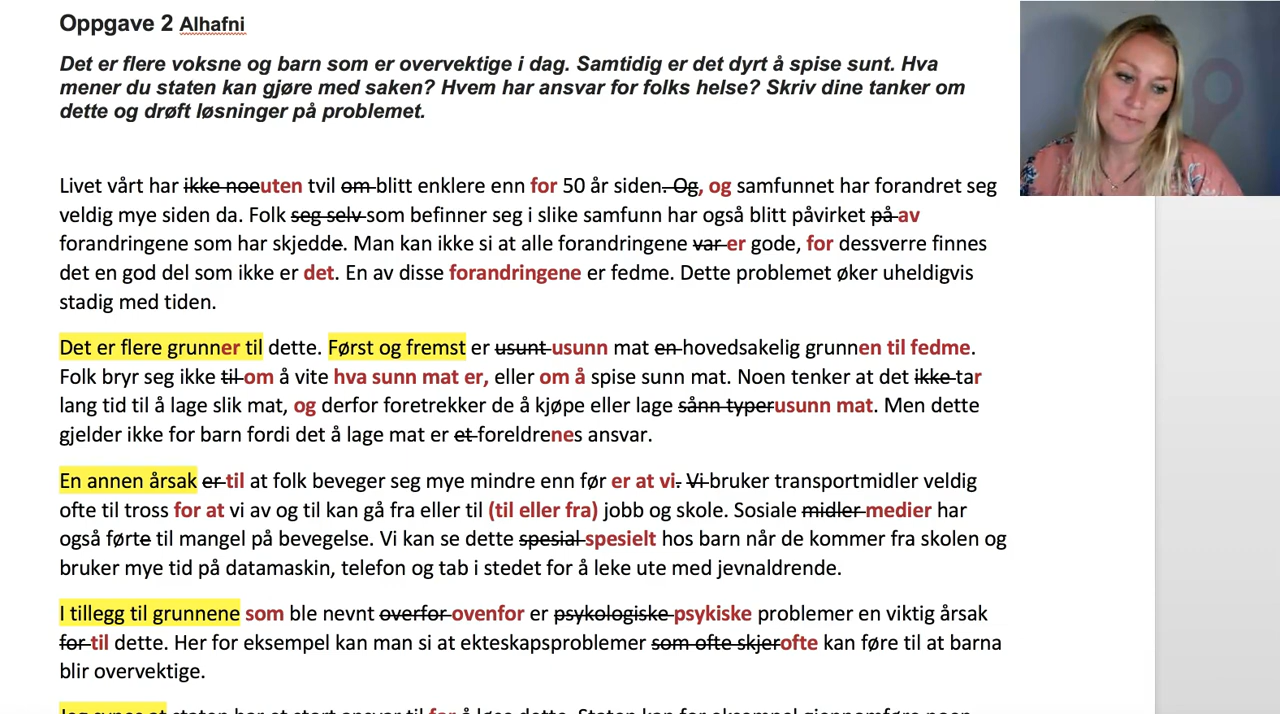 Oppgave 2 Alhafni
Det er flere voksne og barn som er overvektige i dag. Samtidig er det dyrt å spise sunt. Hva
mener du staten kan gjøre med saken? Hvem har ansvar for folks helse? Skriv dine tanker om
dette og drøft løsninger på problemet.
Livet vårt har ikke noeuten tvil om blitt enklere enn for 50 år siden. Og, og samfunnet har forandret seg
veldig mye siden da. Folk seg selv som befinner seg i slike samfunn har også blitt påvirket på av
forandringene som har skjedde. Man kan ikke si at alle forandringene var er gode, for dessverre finnes
det en god del som ikke er det. En av disse forandringene er fedme. Dette problemet øker uheldigvis
stadig med tiden.
Det er flere grunner til dette. Først og fremst er usunt usunn mat en hovedsakelig grunnen til fedme.
Folk bryr seg ikke til om å vite hva sunn mat er, eller om å spise sunn mat. Noen tenker at det ikke tar
lang tid til å lage slik mat, og derfor foretrekker de å kjøpe eller lage sånn typerusunn mat. Men dette
gjelder ikke for barn fordi det å lage mat er et foreldrenes ansvar.
En annen årsak er til at folk beveger seg mye mindre enn før er at vi. Vi bruker transportmidler veldig
ofte til tross for at vi av og til kan gå fra eller til (til eller fra) jobb og skole. Sosiale midler medier har
også førte til mangel på bevegelse. Vi kan se dette spesial spesielt hos barn når de kommer fra skolen og
bruker mye tid på datamaskin, telefon og tab i stedet for å leke ute med jevnaldrende.
I tillegg til grunnene som ble nevnt overfor ovenfor er psykologiske psykiske problemer en viktig årsak
for til dette. Her for eksempel kan man si at ekteskapsproblemer som ofte skjerofte kan føre til at barna
blir overvektige.